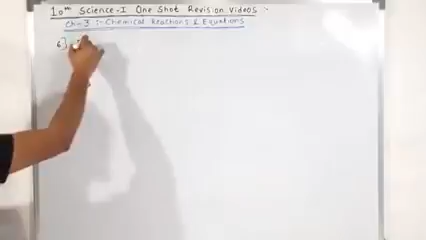 10th Science-I One Shot Revision Videos :-
Ch-3 :- Chemical Reactions & Equations
6]